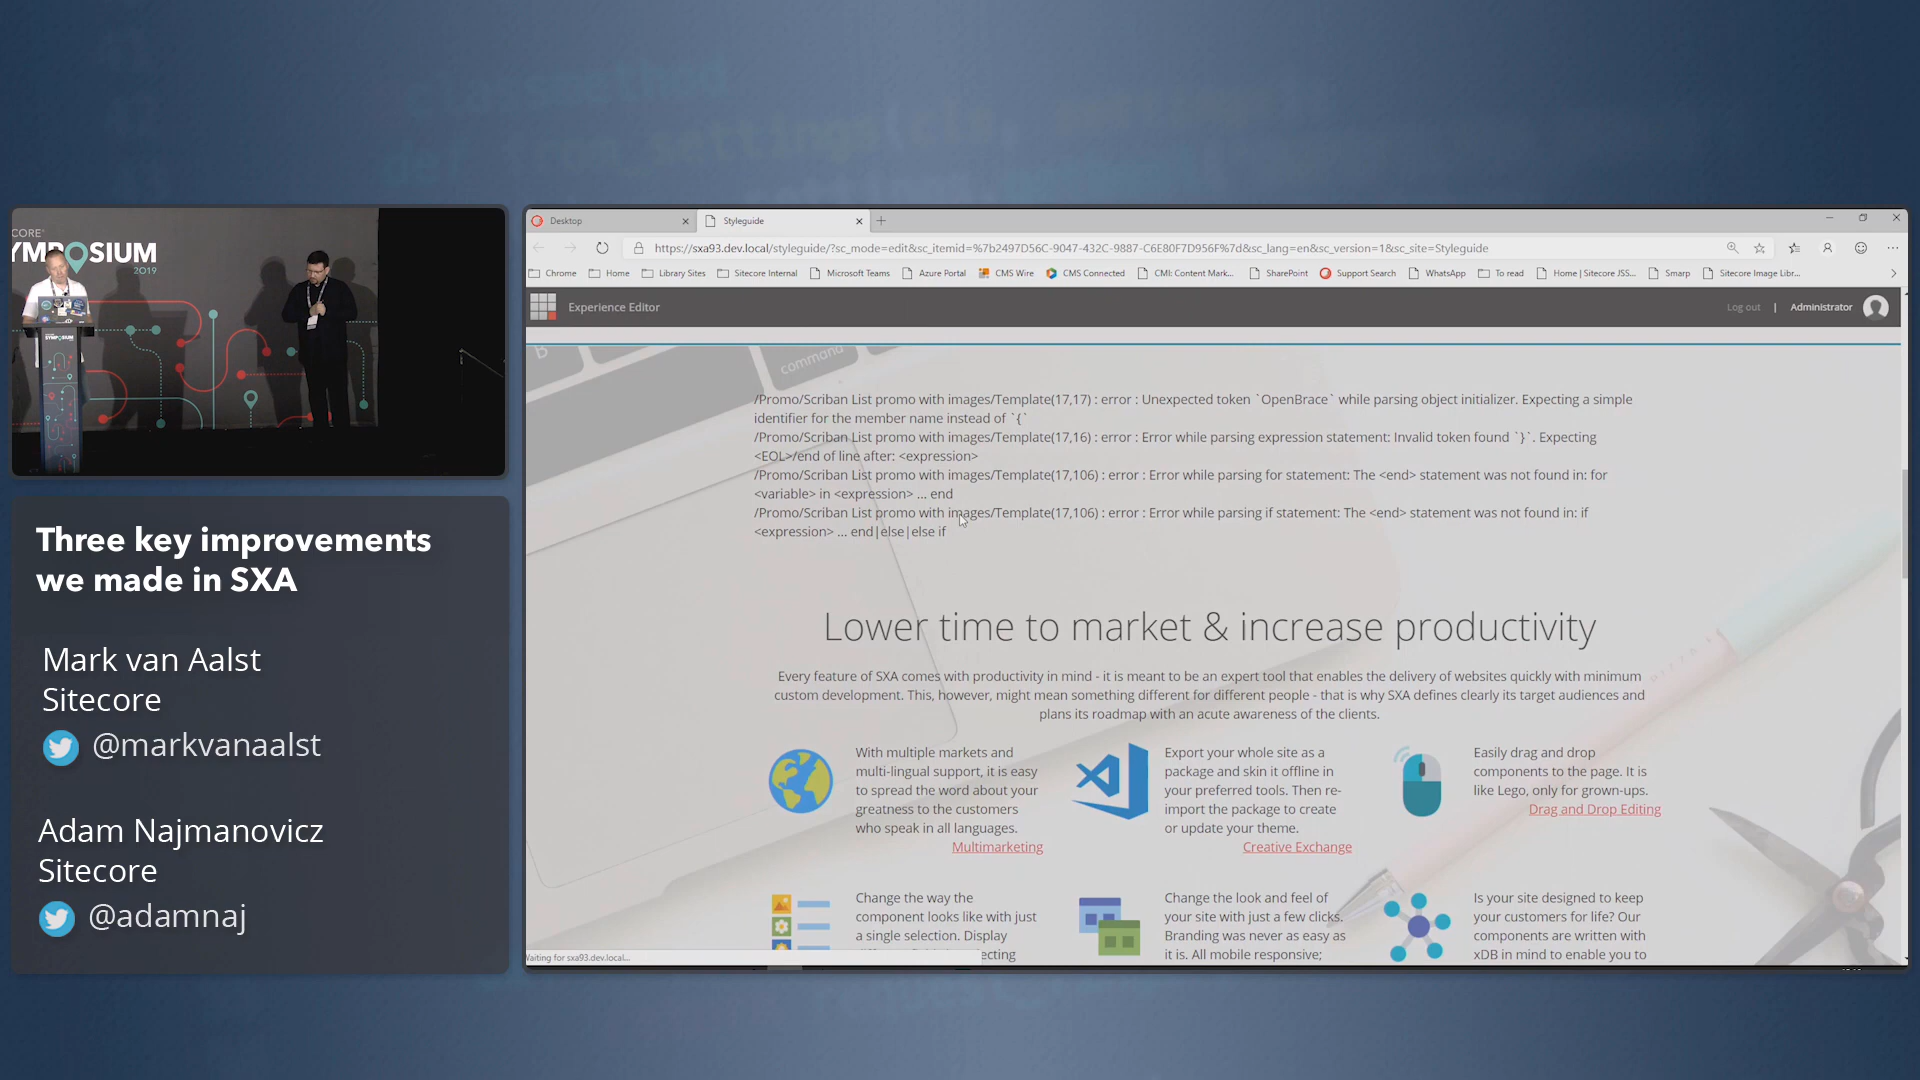 CORE
YMPOSIUM
2019
SYMPOSIUM
Three key improvements
we made in SXA
Mark van Aalst
Sitecore
@markvanaalst
Adam Najmanovicz
Sitecore
@adamnaj
Desktop
Styleguide
https://sxa93.dev.local/styleguide/?sc_mode=edit&sc_itemid=%7b2497D56C-9047-432C-9887-C6E80F7D956F%7d&sc_lang=en&sc_version=1&sc_site=Styleguide
Chrome Home Library Sites Sitecore Internal Microsoft Teams Azure Portal CMS Wire CMS Connected CMI: Content Mark... SharePoint Support Search WhatsApp To read Home | Sitecore JSS... Smarp Sitecore Image Libr...
Experience Editor
Log out | Administrator
command
/Promo/Scriban List promo with images/Template(17,17) : error : Unexpected token `OpenBrace` while parsing object initializer. Expecting a simple
identifier for the member name instead of `{`
/Promo/Scriban List promo with images/Template(17,16) : error : Error while parsing expression statement: Invalid token found `}`. Expecting
<EOL>/end of line after: <expression>
/Promo/Scriban List promo with images/Template(17,106) : error : Error while parsing for statement: The <end> statement was not found in: for
<variable> in <expression> ... end
/Promo/Scriban List promo with images/Template(17,106) : error : Error while parsing if statement: The <end> statement was not found in: if
<expression> ... end|else|else if
Lower time to market & increase productivity
Every feature of SXA comes with productivity in mind - it is meant to be an expert tool that enables the delivery of websites quickly with minimum
custom development. This, however, might mean something different for different people - that is why SXA defines clearly its target audiences and
plans its roadmap with an acute awareness of the clients.
With multiple markets and
multi-lingual support, it is easy
to spread the word about your
greatness to the customers
who speak in all languages.
Multimarketing
Export your whole site as a
package and skin it offline in
your preferred tools. Then re-
import the package to create
or update your theme.
Creative Exchange
Easily drag and drop
components to the page. It is
like Lego, only for grown-ups.
Drag and Drop Editing
Change the way the
component looks like with just
a single selection. Display
ecting
Change the look and feel of
your site with just a few clicks.
Branding was never as easy as
it is. All mobile responsive;
Is your site designed to keep
your customers for life? Our
components are written with
xDB in mind to enable you to
Waiting for sxa93.dev.local...